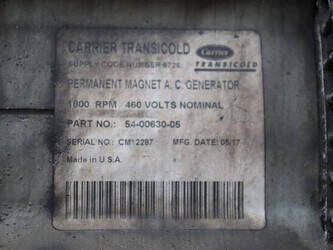 CARRIER TRANSICOLD
SUPPLY CODE NUMBER 6726
Carrier
TRANSICOLD
PERMANENT MAGNET A.C. GENERATOR
1800 RPM 460 VOLTS NOMINAL
PART NO.: 54-00630-05
SERIAL NO.: CM12287 MFG. DATE: 05/17
Made in U.S.A.